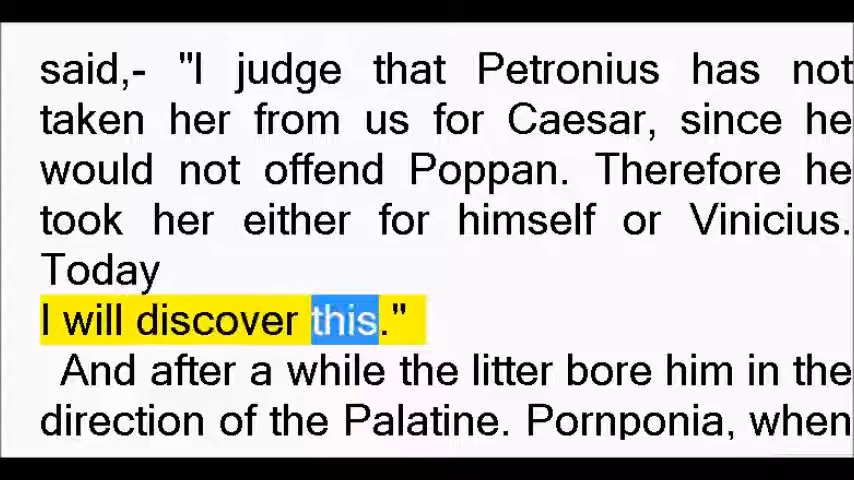 said,- "I judge that Petronius has not
taken her from us for Caesar, since he
would not offend Poppan. Therefore he
took her either for himself or Vinicius.
Today
I will discover this."
And after a while the litter bore him in the
direction of the Palatine. Pornponia, when